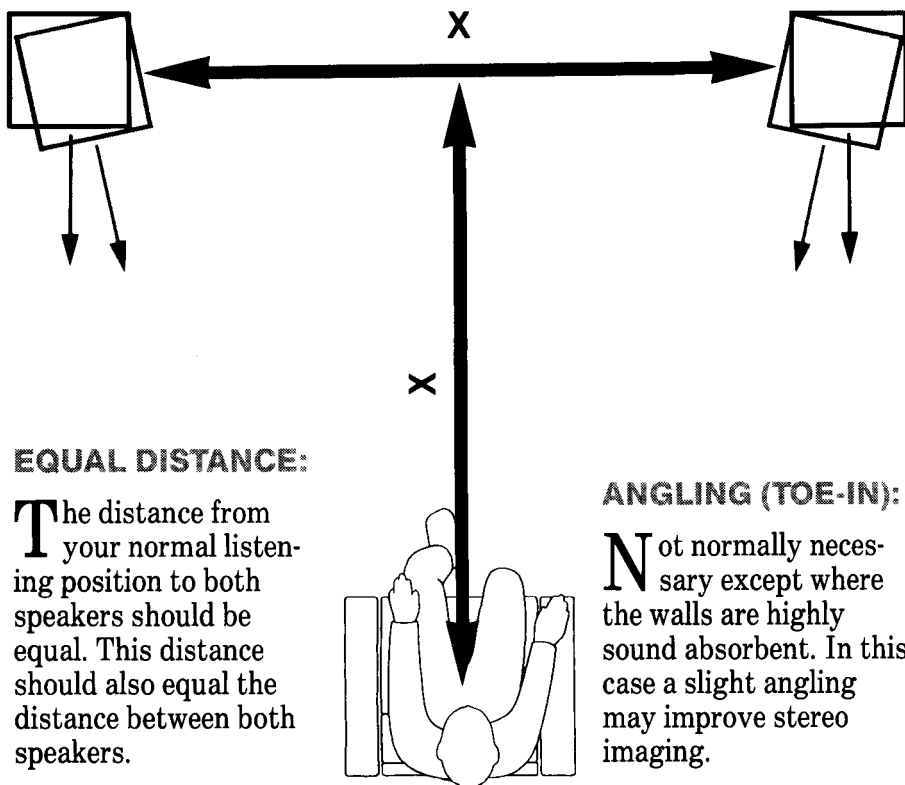 X
X
EQUAL DISTANCE:
The distance from
your normal listen-
ing position to both
speakers should be
equal. This distance
should also equal the
distance between both
speakers.
ANGLING (TOE-IN):
Not normally neces-
sary except where
the walls are highly
sound absorbent. In this
case a slight angling
may improve stereo
imaging.